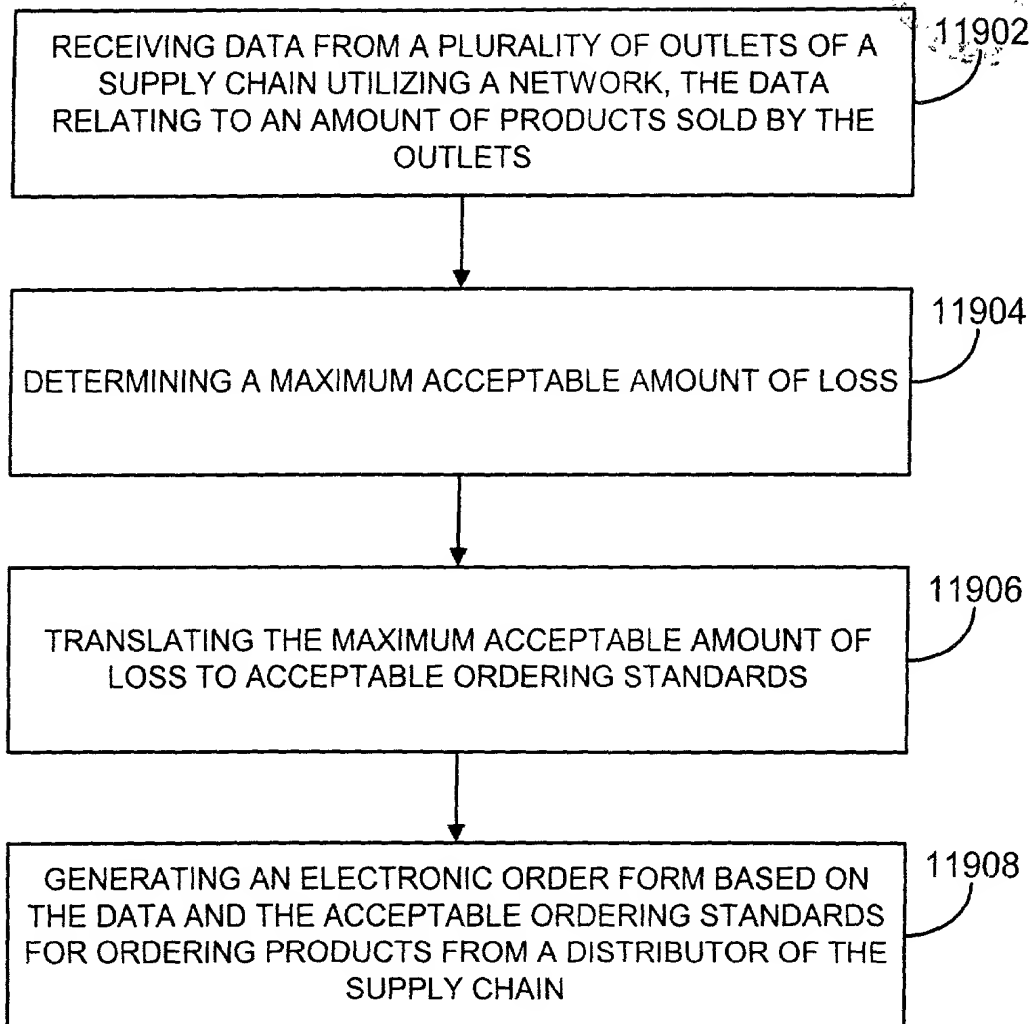 RECEIVING DATA FROM A PLURALITY OF OUTLETS OF A
SUPPLY CHAIN UTILIZING A NETWORK, THE DATA
RELATING TO AN AMOUNT OF PRODUCTS SOLD BY THE
OUTLETS
11902
DETERMINING A MAXIMUM ACCEPTABLE AMOUNT OF LOSS
11904
TRANSLATING THE MAXIMUM ACCEPTABLE AMOUNT OF
LOSS TO ACCEPTABLE ORDERING STANDARDS
11906
GENERATING AN ELECTRONIC ORDER FORM BASED ON
THE DATA AND THE ACCEPTABLE ORDERING STANDARDS
FOR ORDERING PRODUCTS FROM A DISTRIBUTOR OF THE
SUPPLY CHAIN
11908